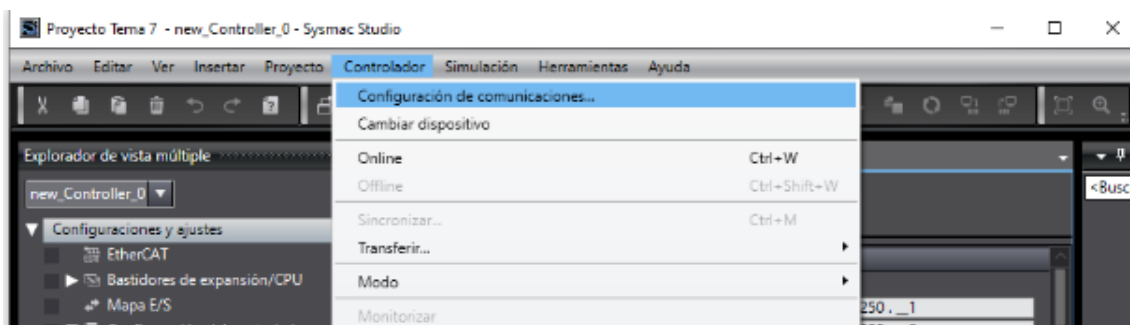 Proyecto Tema 7 - new_Controller_0 - Sysmac Studio
Archivo Editar Ver Insertar Proyecto Controlador Simulación Herramientas Ayuda
Configuración de comunicaciones...
Cambiar dispositivo
Explorador de vista múltiple
Online Ctrl+W
new_Controller_0
Offline Ctrl+Shift+W
<Busc
Configuraciones y ajustes
Sincronizar... Ctrl+M
EtherCAT
Transferir...
Bastidores de expansión/CPU
Modo
Mapa E/S
250 . __1
Monitorizar